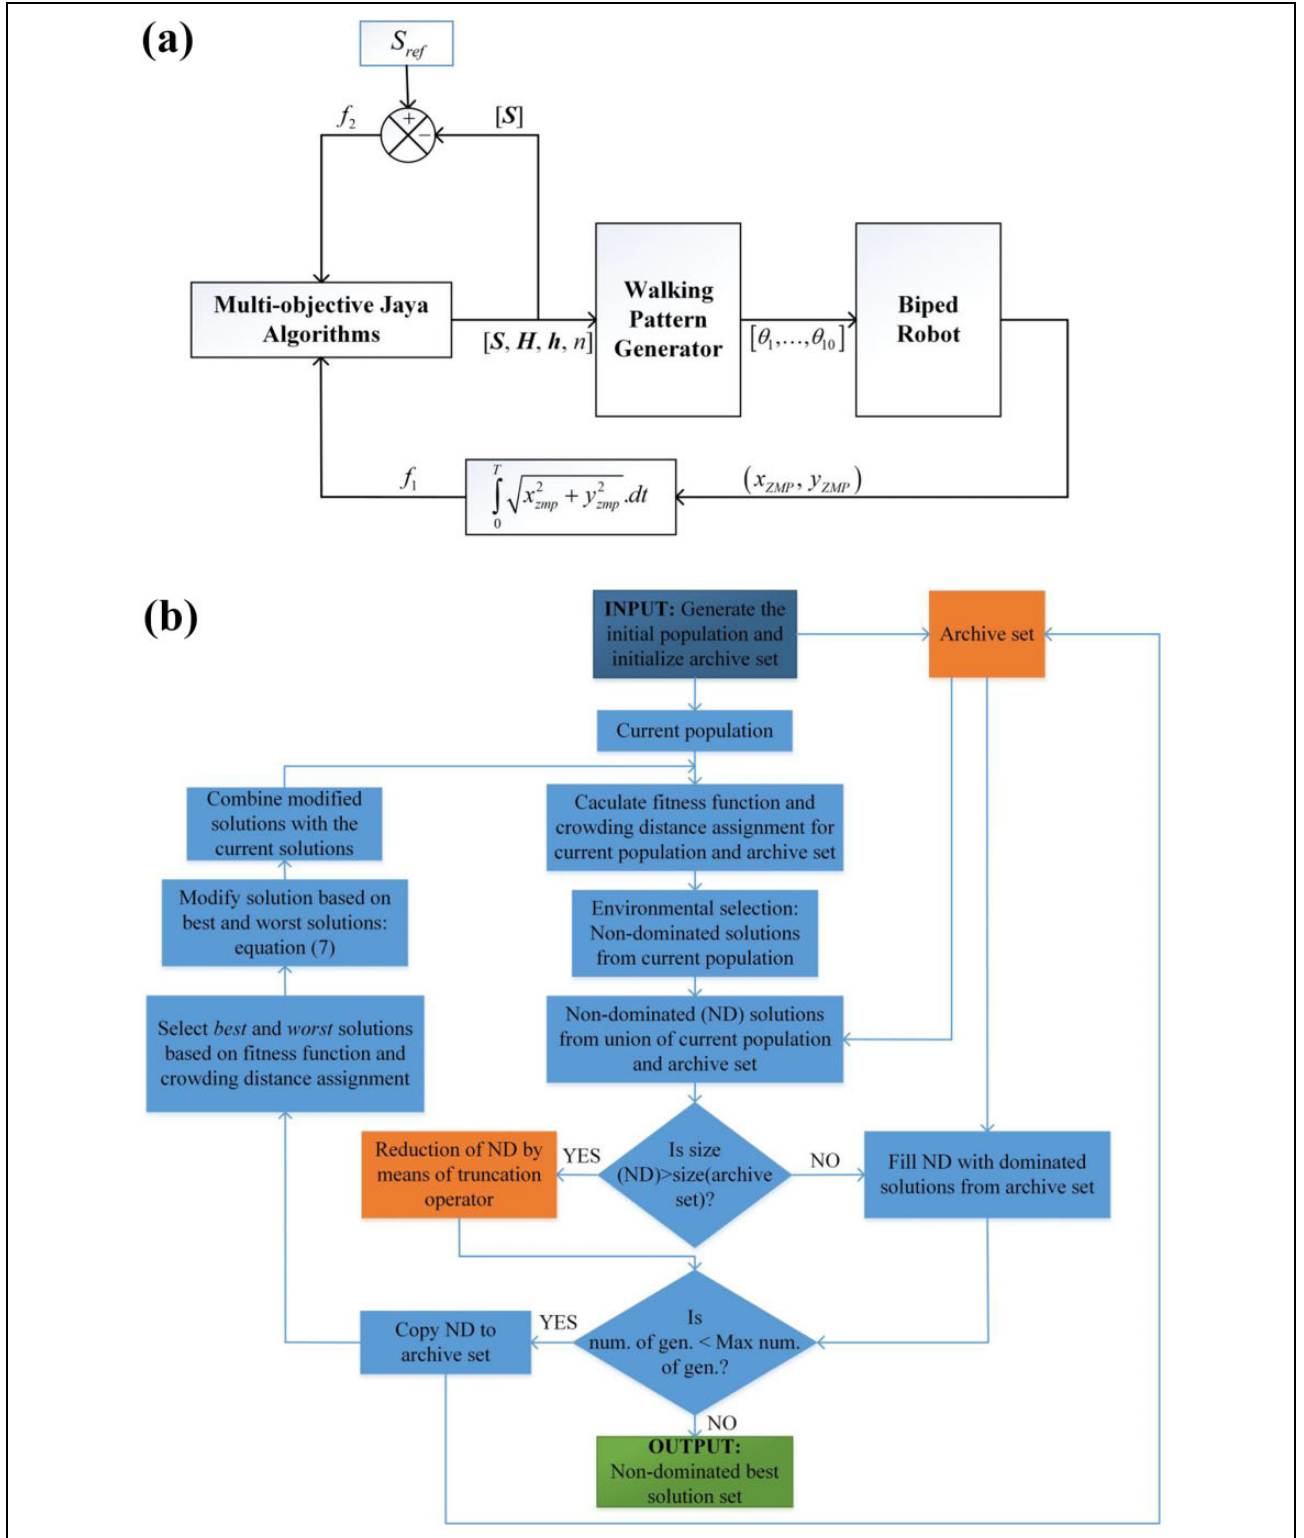 (a)
S_ref
f_2
+
−
[S]
Multi-objective Jaya
Algorithms
[S, H, h, n]
Walking
Pattern
Generator
[θ_1,…,θ_10]
Biped
Robot
f_1
∫_0^T √(x_zmp^2 + y_zmp^2) .dt
(x_ZMP, y_ZMP)
(b)
INPUT: Generate the
initial population and
initialize archive set
Archive set
Current population
Combine modified
solutions with the
current solutions
Caculate fitness function and
crowding distance assignment for
current population and archive set
Modify solution based on
best and worst solutions:
equation (7)
Environmental selection:
Non-dominated solutions
from current population
Select best and worst solutions
based on fitness function and
crowding distance assignment
Non-dominated (ND) solutions
from union of current population
and archive set
Reduction of ND by
means of truncation
operator
YES
Is size
(ND)>size(archive
set)?
NO
Fill ND with dominated
solutions from archive set
Copy ND to
archive set
YES
Is
num. of gen. < Max num.
of gen.?
NO
OUTPUT:
Non-dominated best
solution set